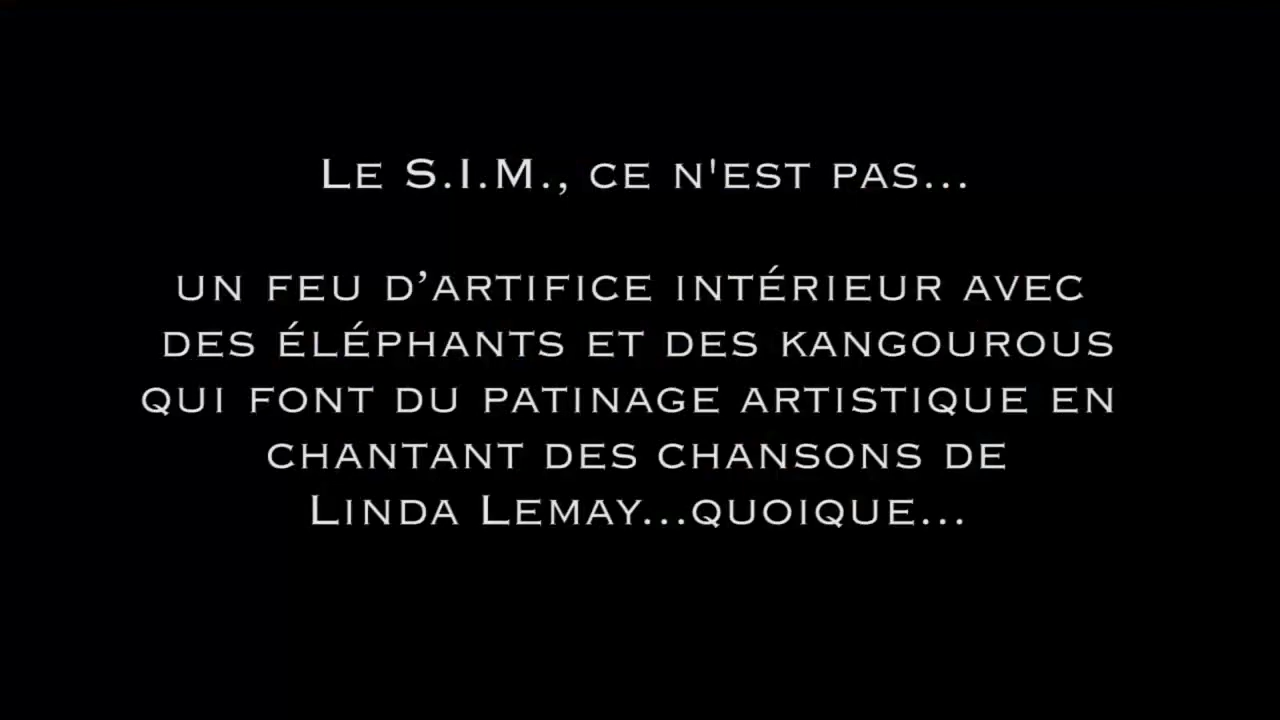 Le S.I.M., ce n'est pas...
un feu d’artifice intérieur avec
des éléphants et des kangourous
qui font du patinage artistique en
chantant des chansons de
Linda Lemay...quoique...